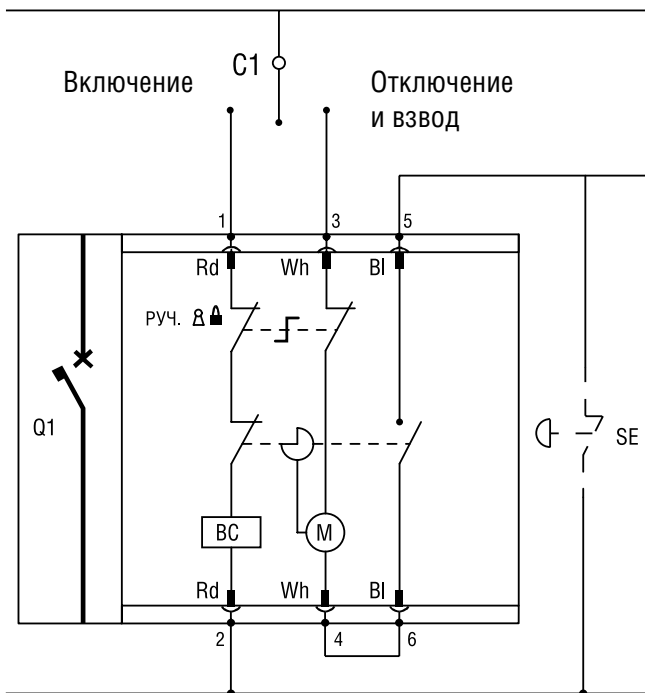 C1
Включение
Отключение
и взвод
1
3
5
Rd
Wh
Bl
РУЧ.
Q1
SE
BC
M
Rd
Wh
Bl
2
4
6